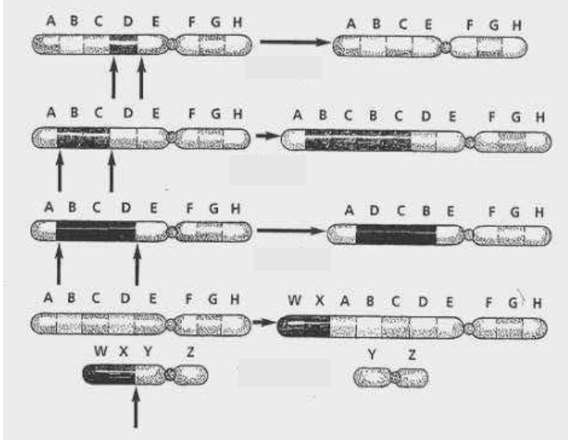 A B C D E F G H A B C E F G H
A B C D E F G H A B C B C D E F G H
A B C D E F G H A D C B E F G H
A B C D E F G H W X A B C D E F G H
W X Y Z Y Z